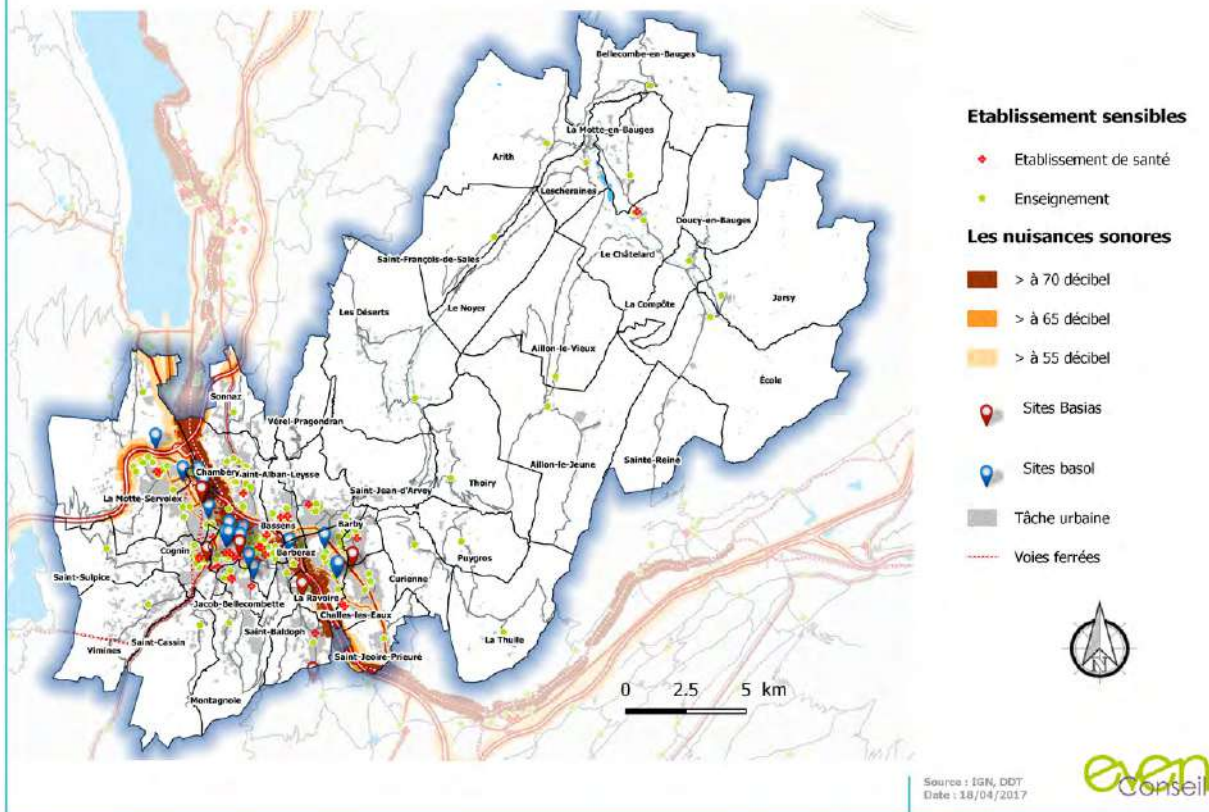 Bellecombe-en-Bauges
La Motte-en-Bauges
Arith
Lescheraines
Doucy-en-Bauges
Saint-François-de-Sales
Le Châtelard
Jarsy
La Compôte
Le Noyer
Les Déserts
Aillon-le-Vieux
École
Sonnaz
Vérel-Pragondran
Aillon-le-Jeune
Sainte-Reine
Chambéry
Saint-Alban-Leysse
Thoiry
La Motte-Servolex
Saint-Jean-d'Arvey
Bassens
Barby
Cognin
Barberaz
Puygros
Saint-Sulpice
Curienne
La Ravoire
Jacob-Bellecombette
Challes-les-Eaux
Saint-Baldoph
La Thuile
Saint-Cassin
Vimines
Saint-Jeoire-Prieuré
Montagnole
0 2.5 5 km
Etablissement sensibles
Etablissement de santé
Enseignement
Les nuisances sonores
> à 70 décibel
> à 65 décibel
> à 55 décibel
Sites Basias
Sites basol
Tâche urbaine
Voies ferrées
N
Source : IGN, DDT
Date : 18/04/2017
even
Conseil